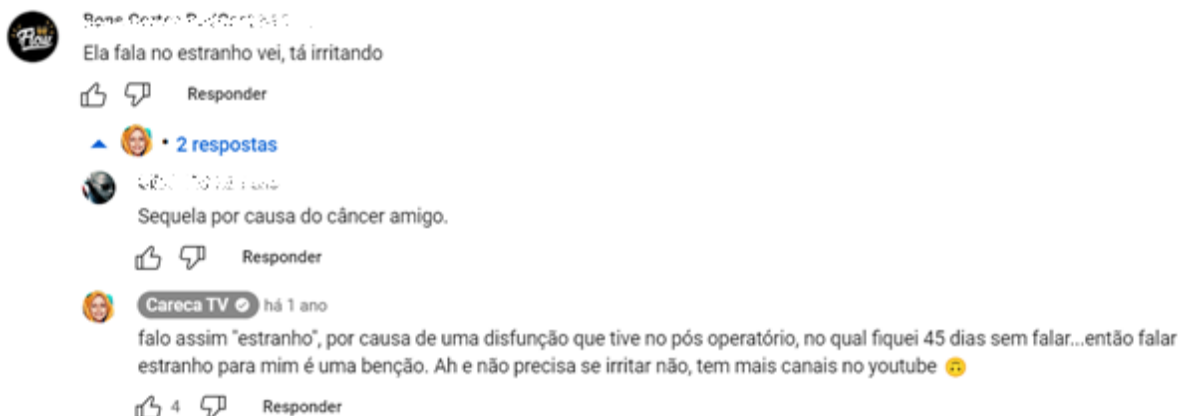 Flow
Ela fala no estranho vei, tá irritando
Responder
• 2 respostas
Sequela por causa do câncer amigo.
Responder
Careca TV há 1 ano
falo assim "estranho", por causa de uma disfunção que tive no pós operatório, no qual fiquei 45 dias sem falar...então falar
estranho para mim é uma benção. Ah e não precisa se irritar não, tem mais canais no youtube 🙃
4 Responder